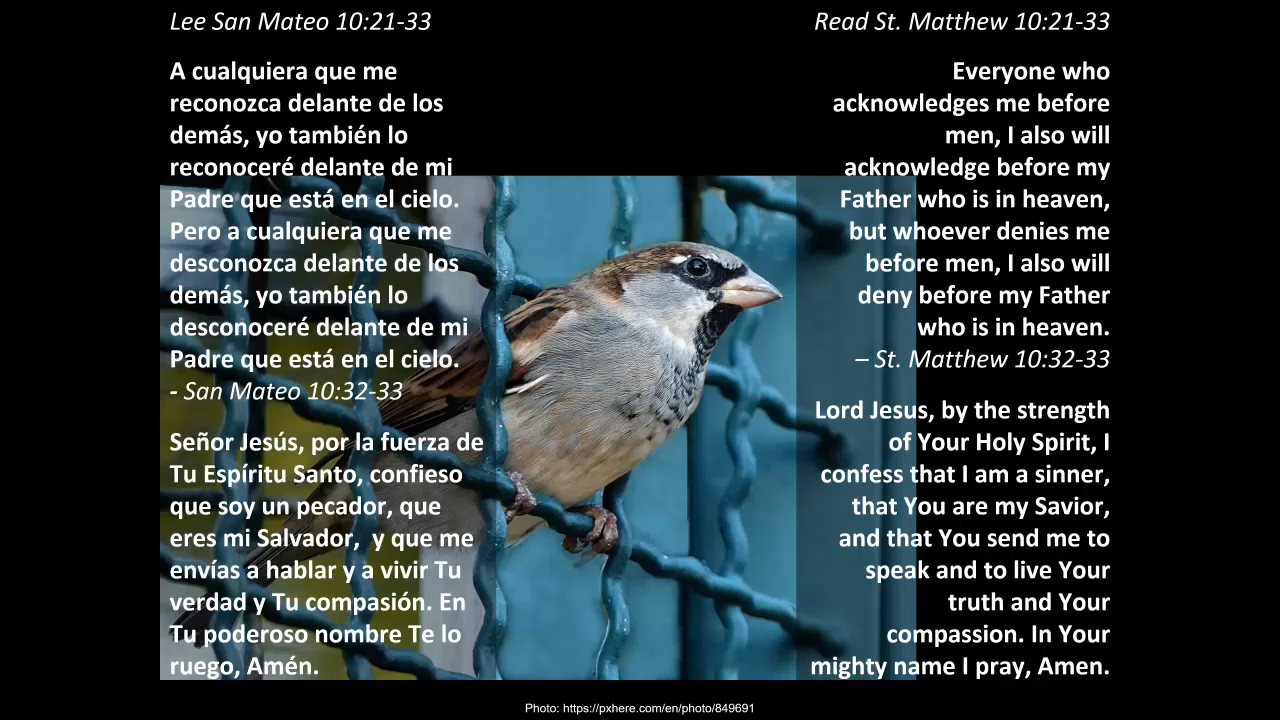 Lee San Mateo 10:21-33
A cualquiera que me
reconozca delante de los
demás, yo también lo
reconoceré delante de mi
Padre que está en el cielo.
Pero a cualquiera que me
desconozca delante de los
demás, yo también lo
desconoceré delante de mi
Padre que está en el cielo.
- San Mateo 10:32-33
Señor Jesús, por la fuerza de
Tu Espíritu Santo, confieso
que soy un pecador, que
eres mi Salvador,  y que me
envías a hablar y a vivir Tu
verdad y Tu compasión. En
Tu poderoso nombre Te lo
ruego, Amén.
Read St. Matthew 10:21-33
Everyone who
acknowledges me before
men, I also will
acknowledge before my
Father who is in heaven,
but whoever denies me
before men, I also will
deny before my Father
who is in heaven.
– St. Matthew 10:32-33
Lord Jesus, by the strength
of Your Holy Spirit, I
confess that I am a sinner,
that You are my Savior,
and that You send me to
speak and to live Your
truth and Your
compassion. In Your
mighty name I pray, Amen.
Photo: https://pxhere.com/en/photo/849691